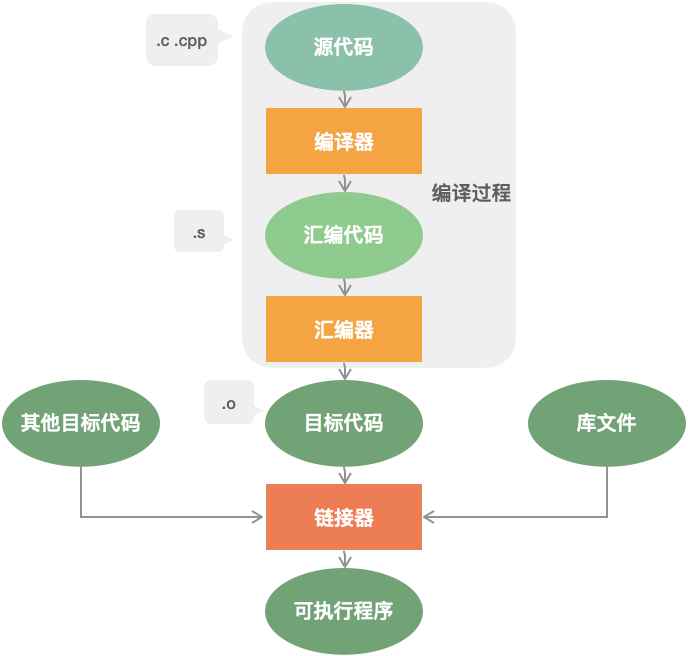 .c .cpp
源代码
编译器
编译过程
.s
汇编代码
汇编器
其他目标代码
.o
目标代码
库文件
链接器
可执行程序